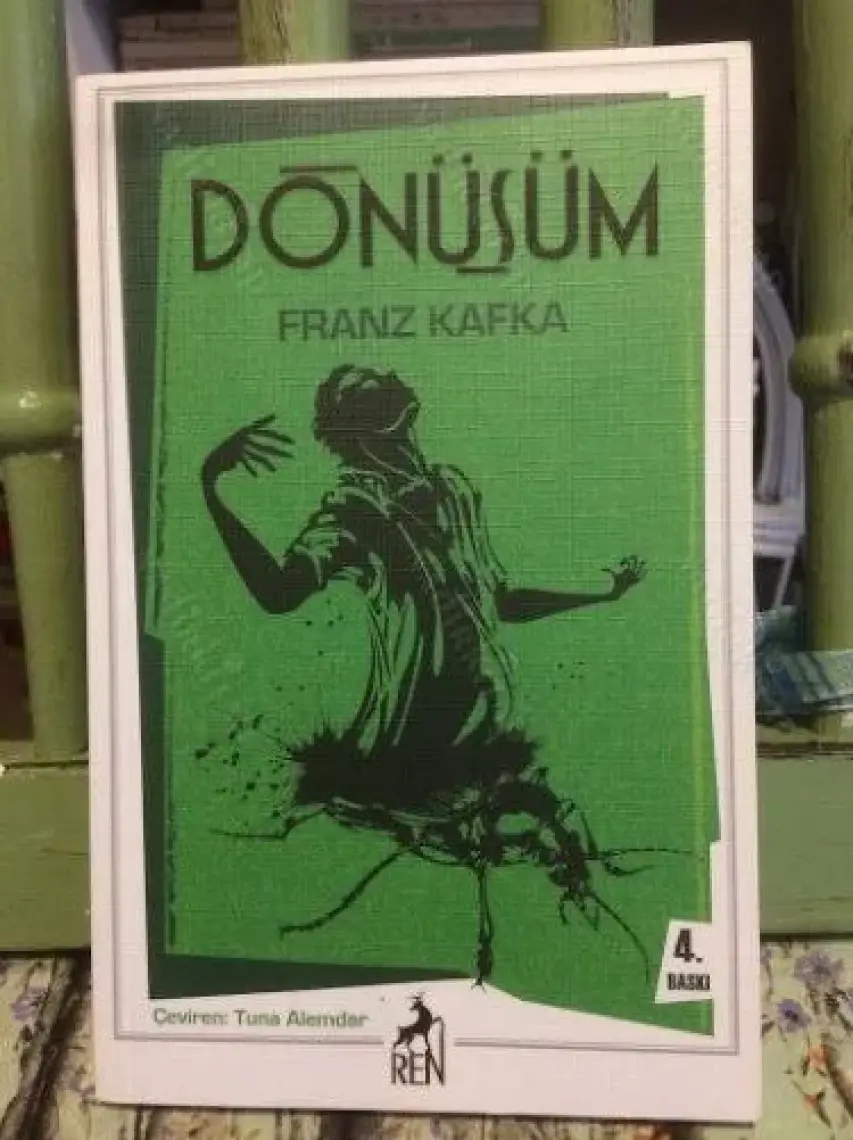 DÖNÜŞÜM
FRANZ KAFKA
4.
BASKI
Çeviren: Tuna Alemdar
REN